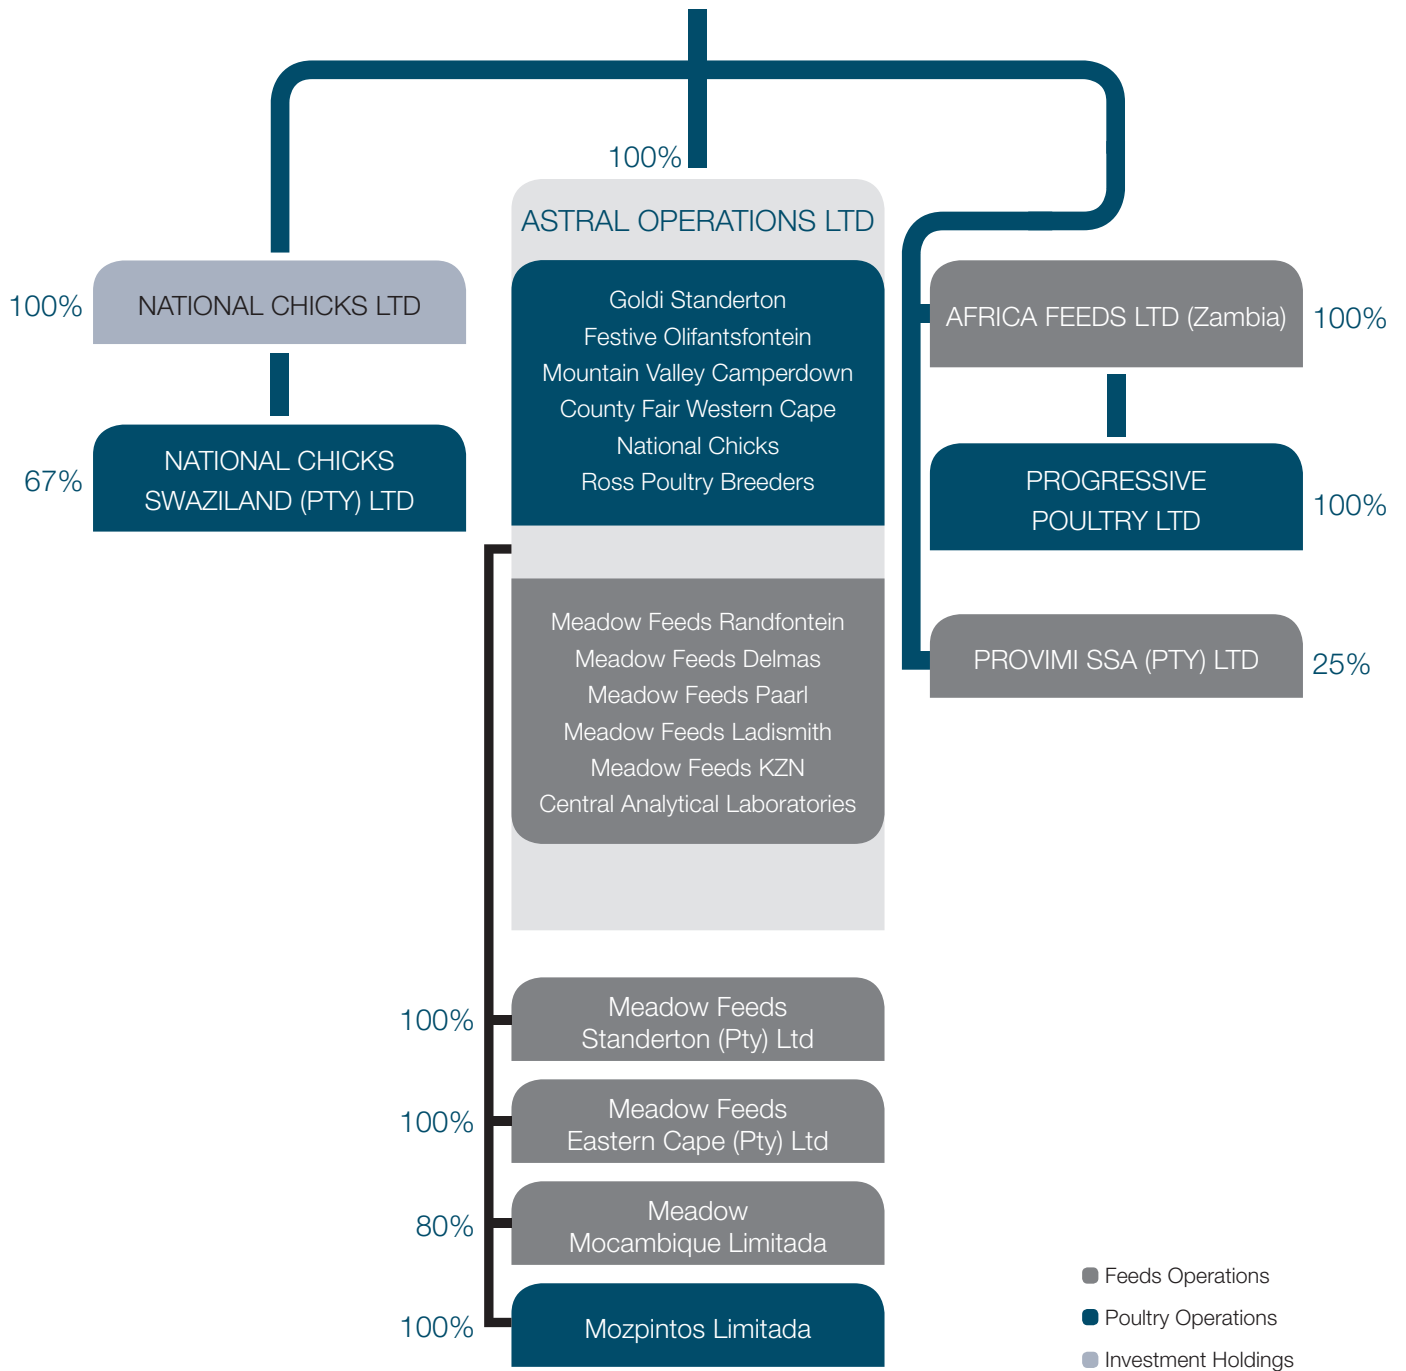 100%
ASTRAL OPERATIONS LTD
100%
NATIONAL CHICKS LTD
67%
NATIONAL CHICKS
SWAZILAND (PTY) LTD
Goldi Standerton
Festive Olifantsfontein
Mountain Valley Camperdown
County Fair Western Cape
National Chicks
Ross Poultry Breeders
Meadow Feeds Randfontein
Meadow Feeds Delmas
Meadow Feeds Paarl
Meadow Feeds Ladismith
Meadow Feeds KZN
Central Analytical Laboratories
AFRICA FEEDS LTD (Zambia)
100%
PROGRESSIVE
POULTRY LTD
100%
PROVIMI SSA (PTY) LTD
25%
100%
Meadow Feeds
Standerton (Pty) Ltd
100%
Meadow Feeds
Eastern Cape (Pty) Ltd
80%
Meadow
Mocambique Limitada
100%
Mozpintos Limitada
Feeds Operations
Poultry Operations
Investment Holdings